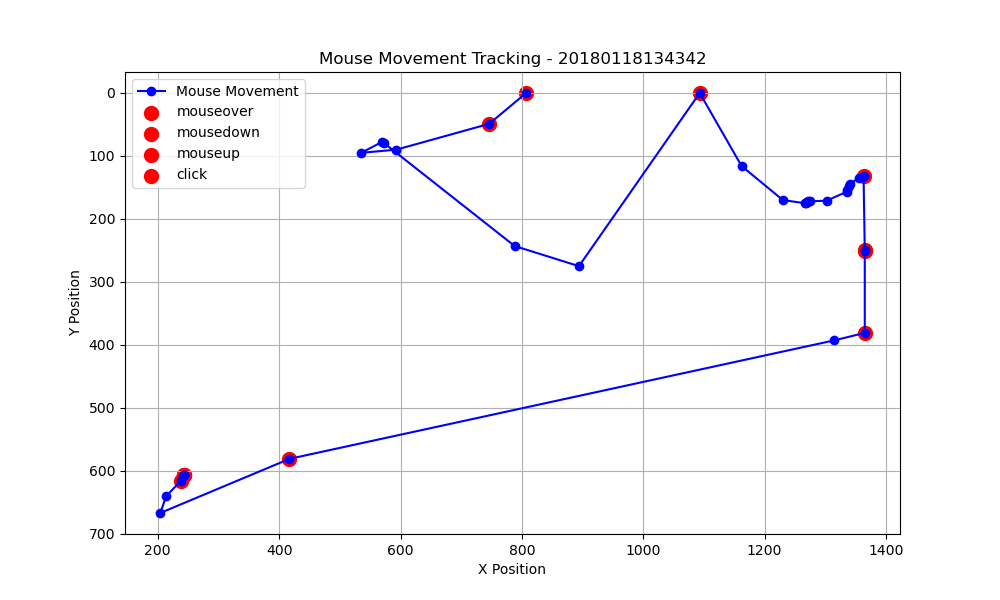 Mouse Movement Tracking - 20180118134342
Mouse Movement
mouseover
mousedown
mouseup
click
Y Position
0
100
200
300
400
500
600
700
200 400 600 800 1000 1200 1400
X Position